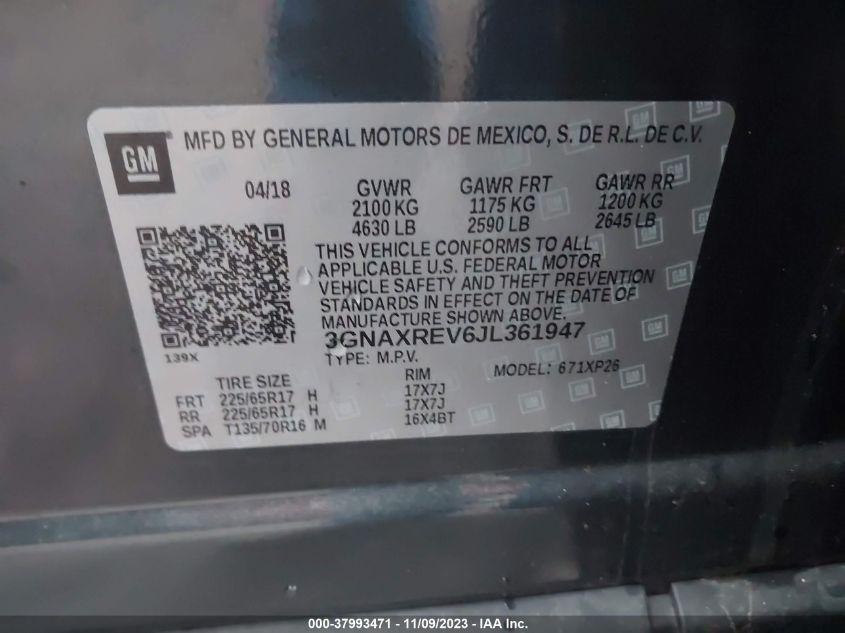 GM
MFD BY GENERAL MOTORS DE MEXICO, S. DE R.L. DE C.V.
04/18 GVWR GAWR FRT GAWR RR
2100 KG 1175 KG 1200 KG
4630 LB 2590 LB 2645 LB
THIS VEHICLE CONFORMS TO ALL
APPLICABLE U.S. FEDERAL MOTOR
VEHICLE SAFETY AND THEFT PREVENTION
STANDARDS IN EFFECT ON THE DATE OF
MANUFACTURE SHOWN ABOVE.
139X
3GNAXREV6JL361947
TYPE: M.P.V. MODEL: 671XP26
TIRE SIZE RIM
FRT 225/65R17 H 17X7J
RR 225/65R17 H 17X7J
SPA T135/70R16 M 16X4BT
000-37993471 - 11/09/2023 - IAA Inc.